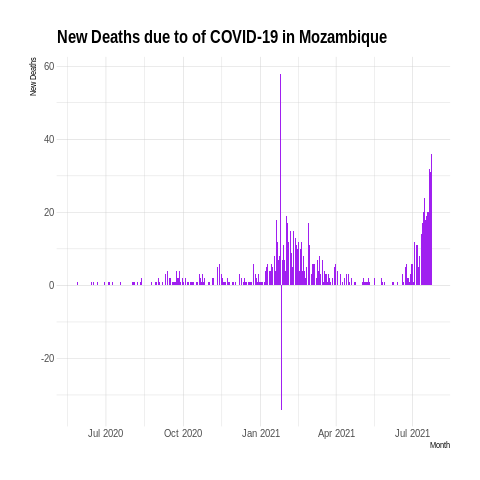 New Deaths due to of COVID-19 in Mozambique
New Deaths
60
40
20
0
-20
Jul 2020 Oct 2020 Jan 2021 Apr 2021 Jul 2021
Month